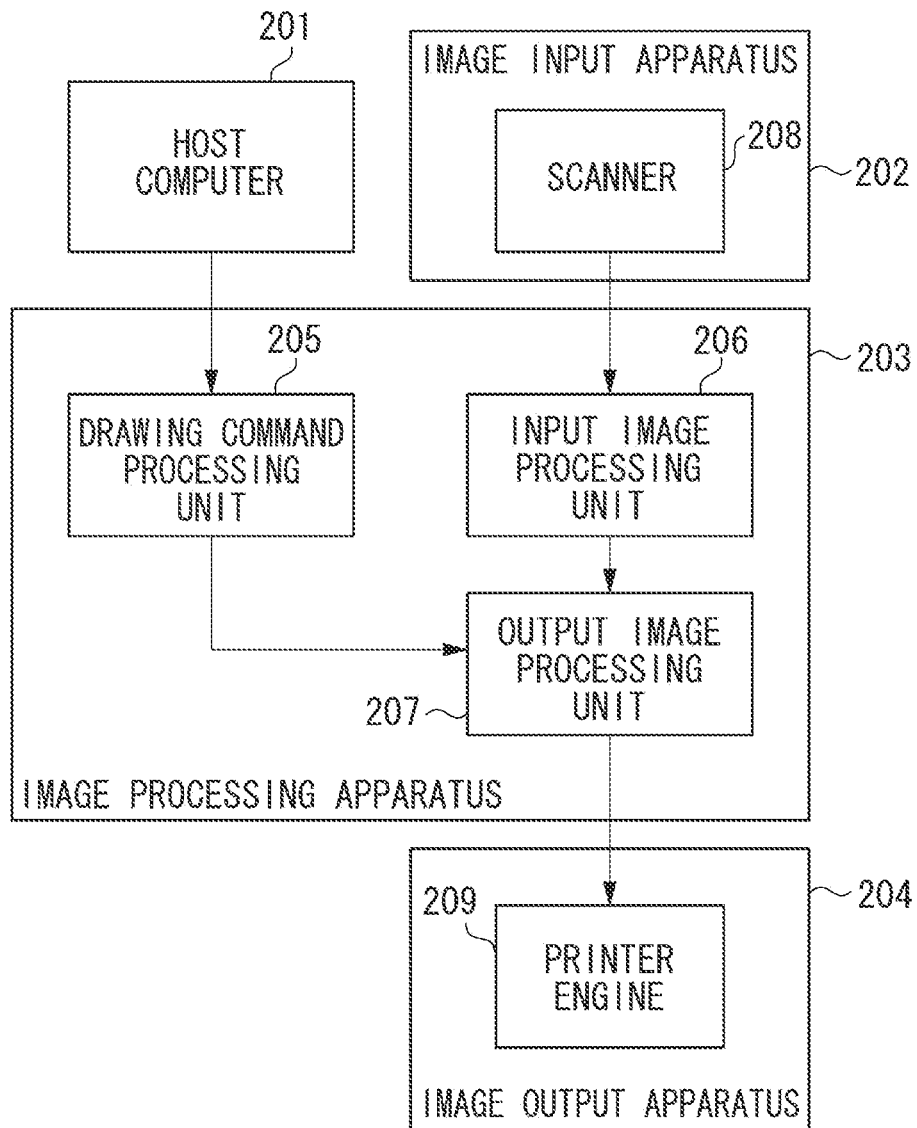 201
HOST
COMPUTER
IMAGE INPUT APPARATUS
SCANNER
208
202
203
205
DRAWING COMMAND
PROCESSING
UNIT
206
INPUT IMAGE
PROCESSING
UNIT
OUTPUT IMAGE
PROCESSING
UNIT
207
IMAGE PROCESSING APPARATUS
204
209
PRINTER
ENGINE
IMAGE OUTPUT APPARATUS